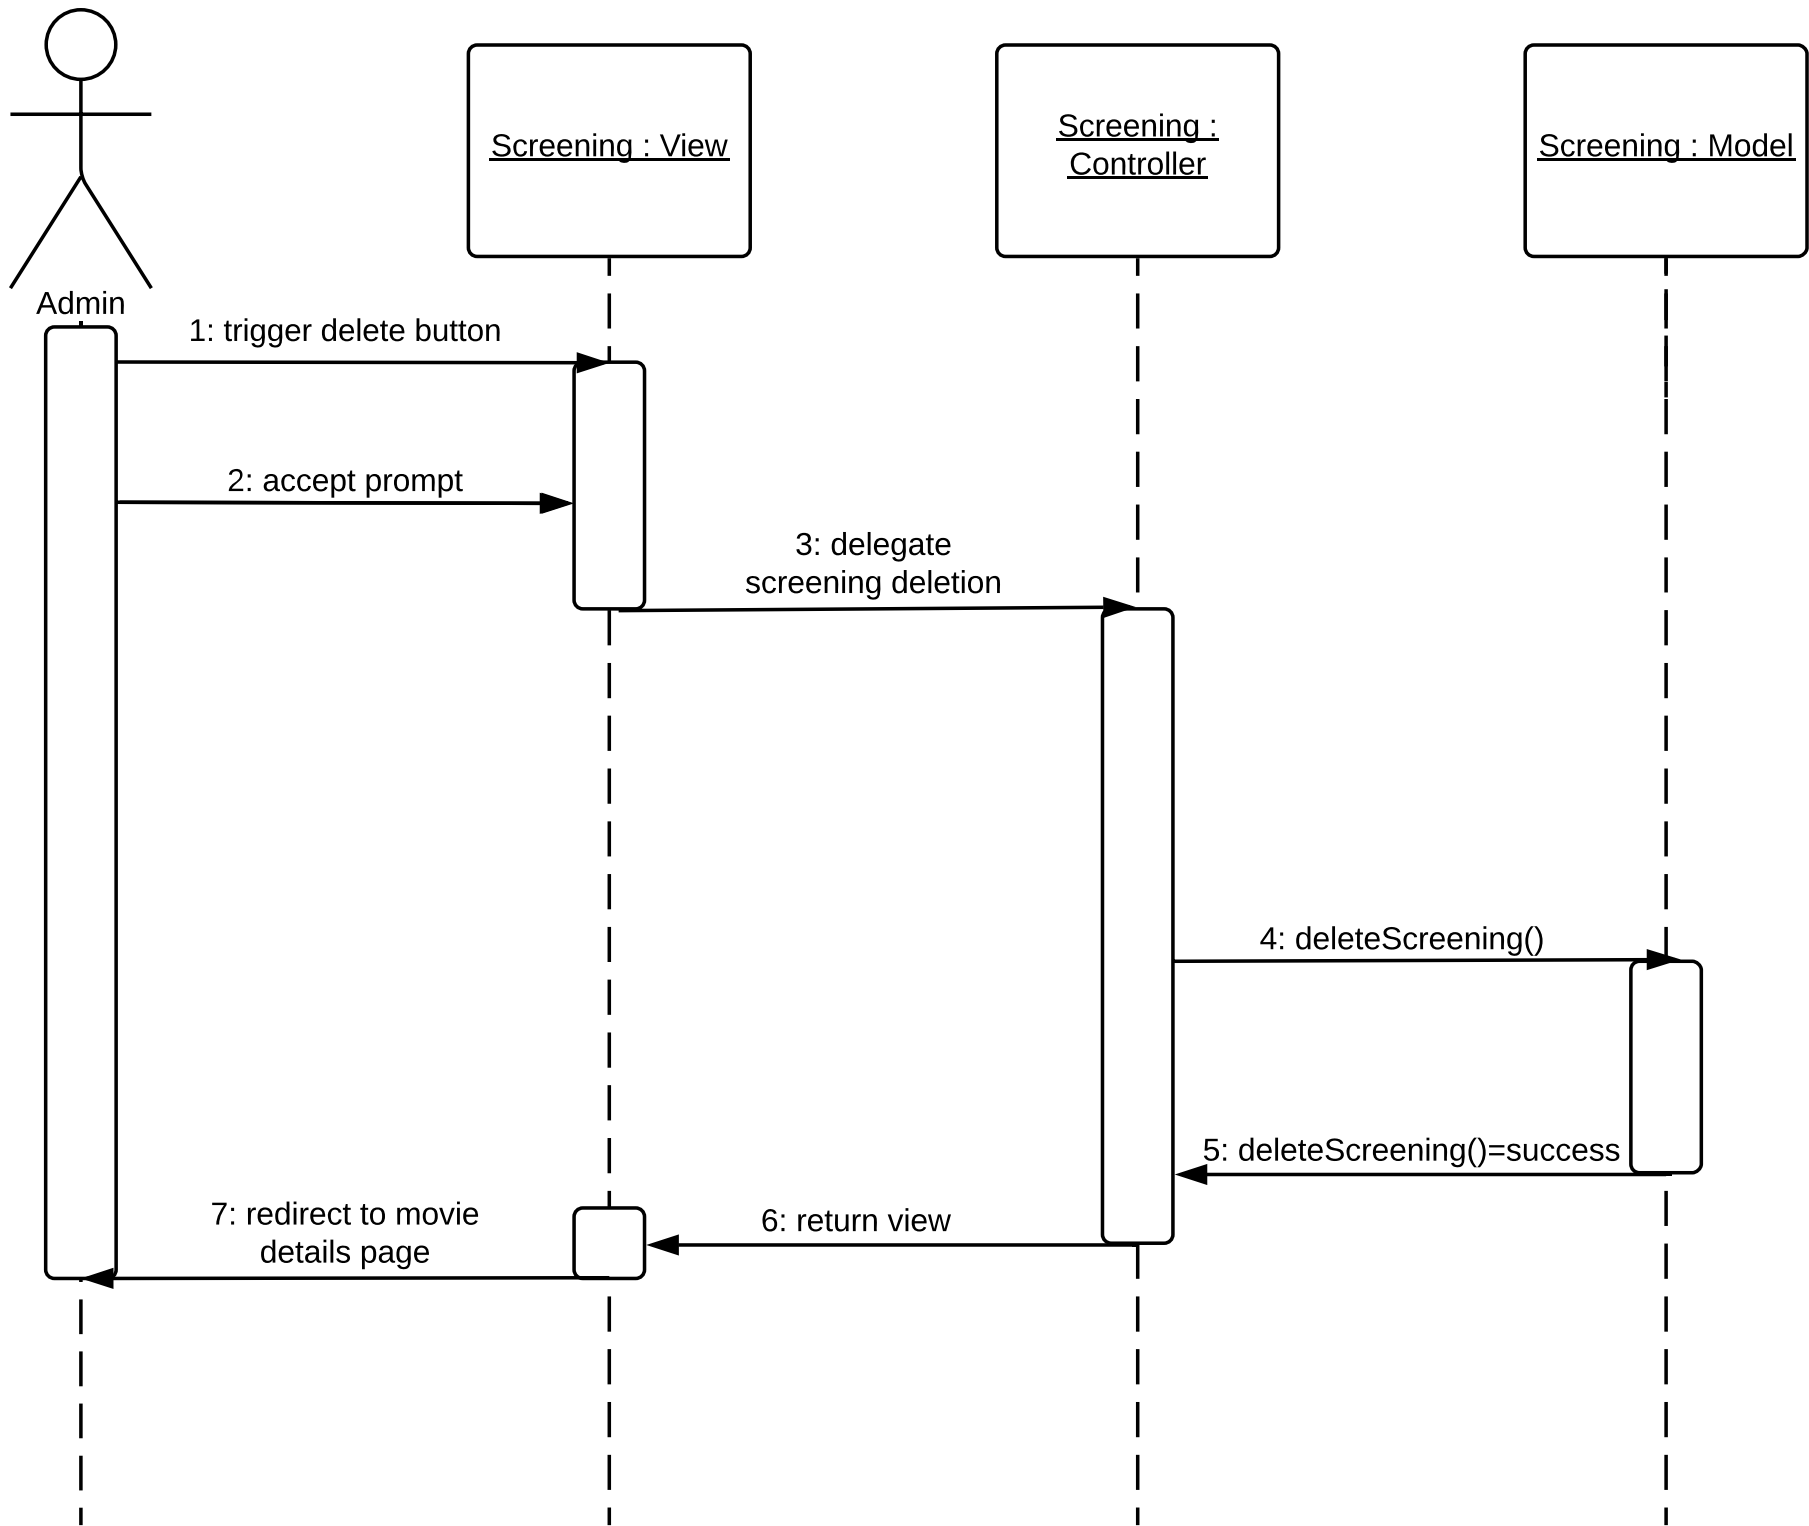 Screening : View
Screening :
Controller
Screening : Model
Admin
1: trigger delete button
2: accept prompt
3: delegate
screening deletion
4: deleteScreening()
5: deleteScreening()=success
6: return view
7: redirect to movie
details page